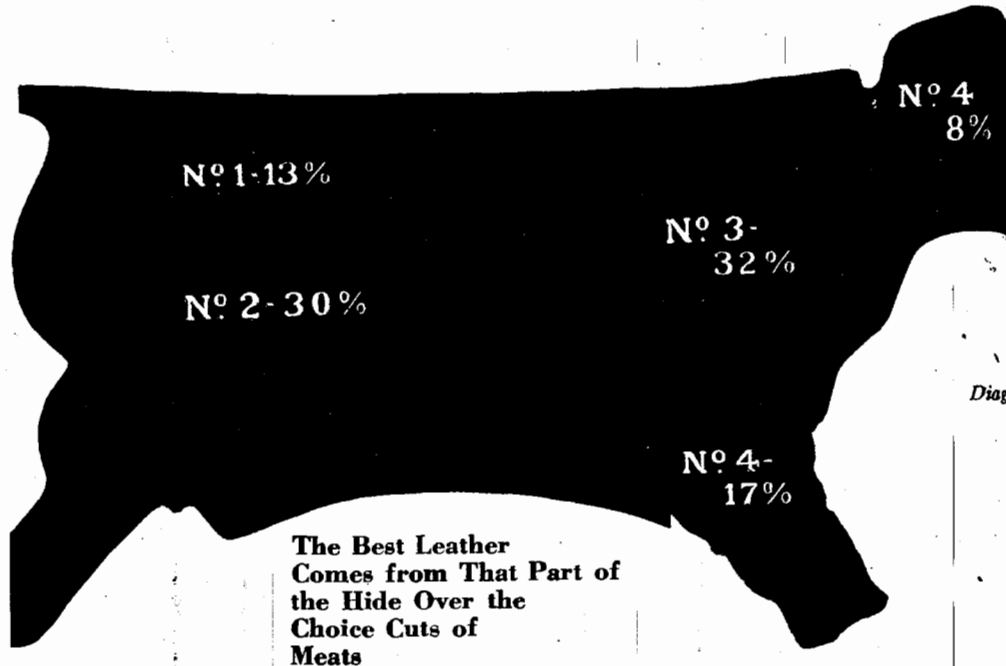 Nº 4
8%
Nº 1-13%
Nº 3-
32%
Nº 2-30%
Nº 4-
17%
The Best Leather
Comes from That Part of
the Hide Over the
Choice Cuts of
Meats